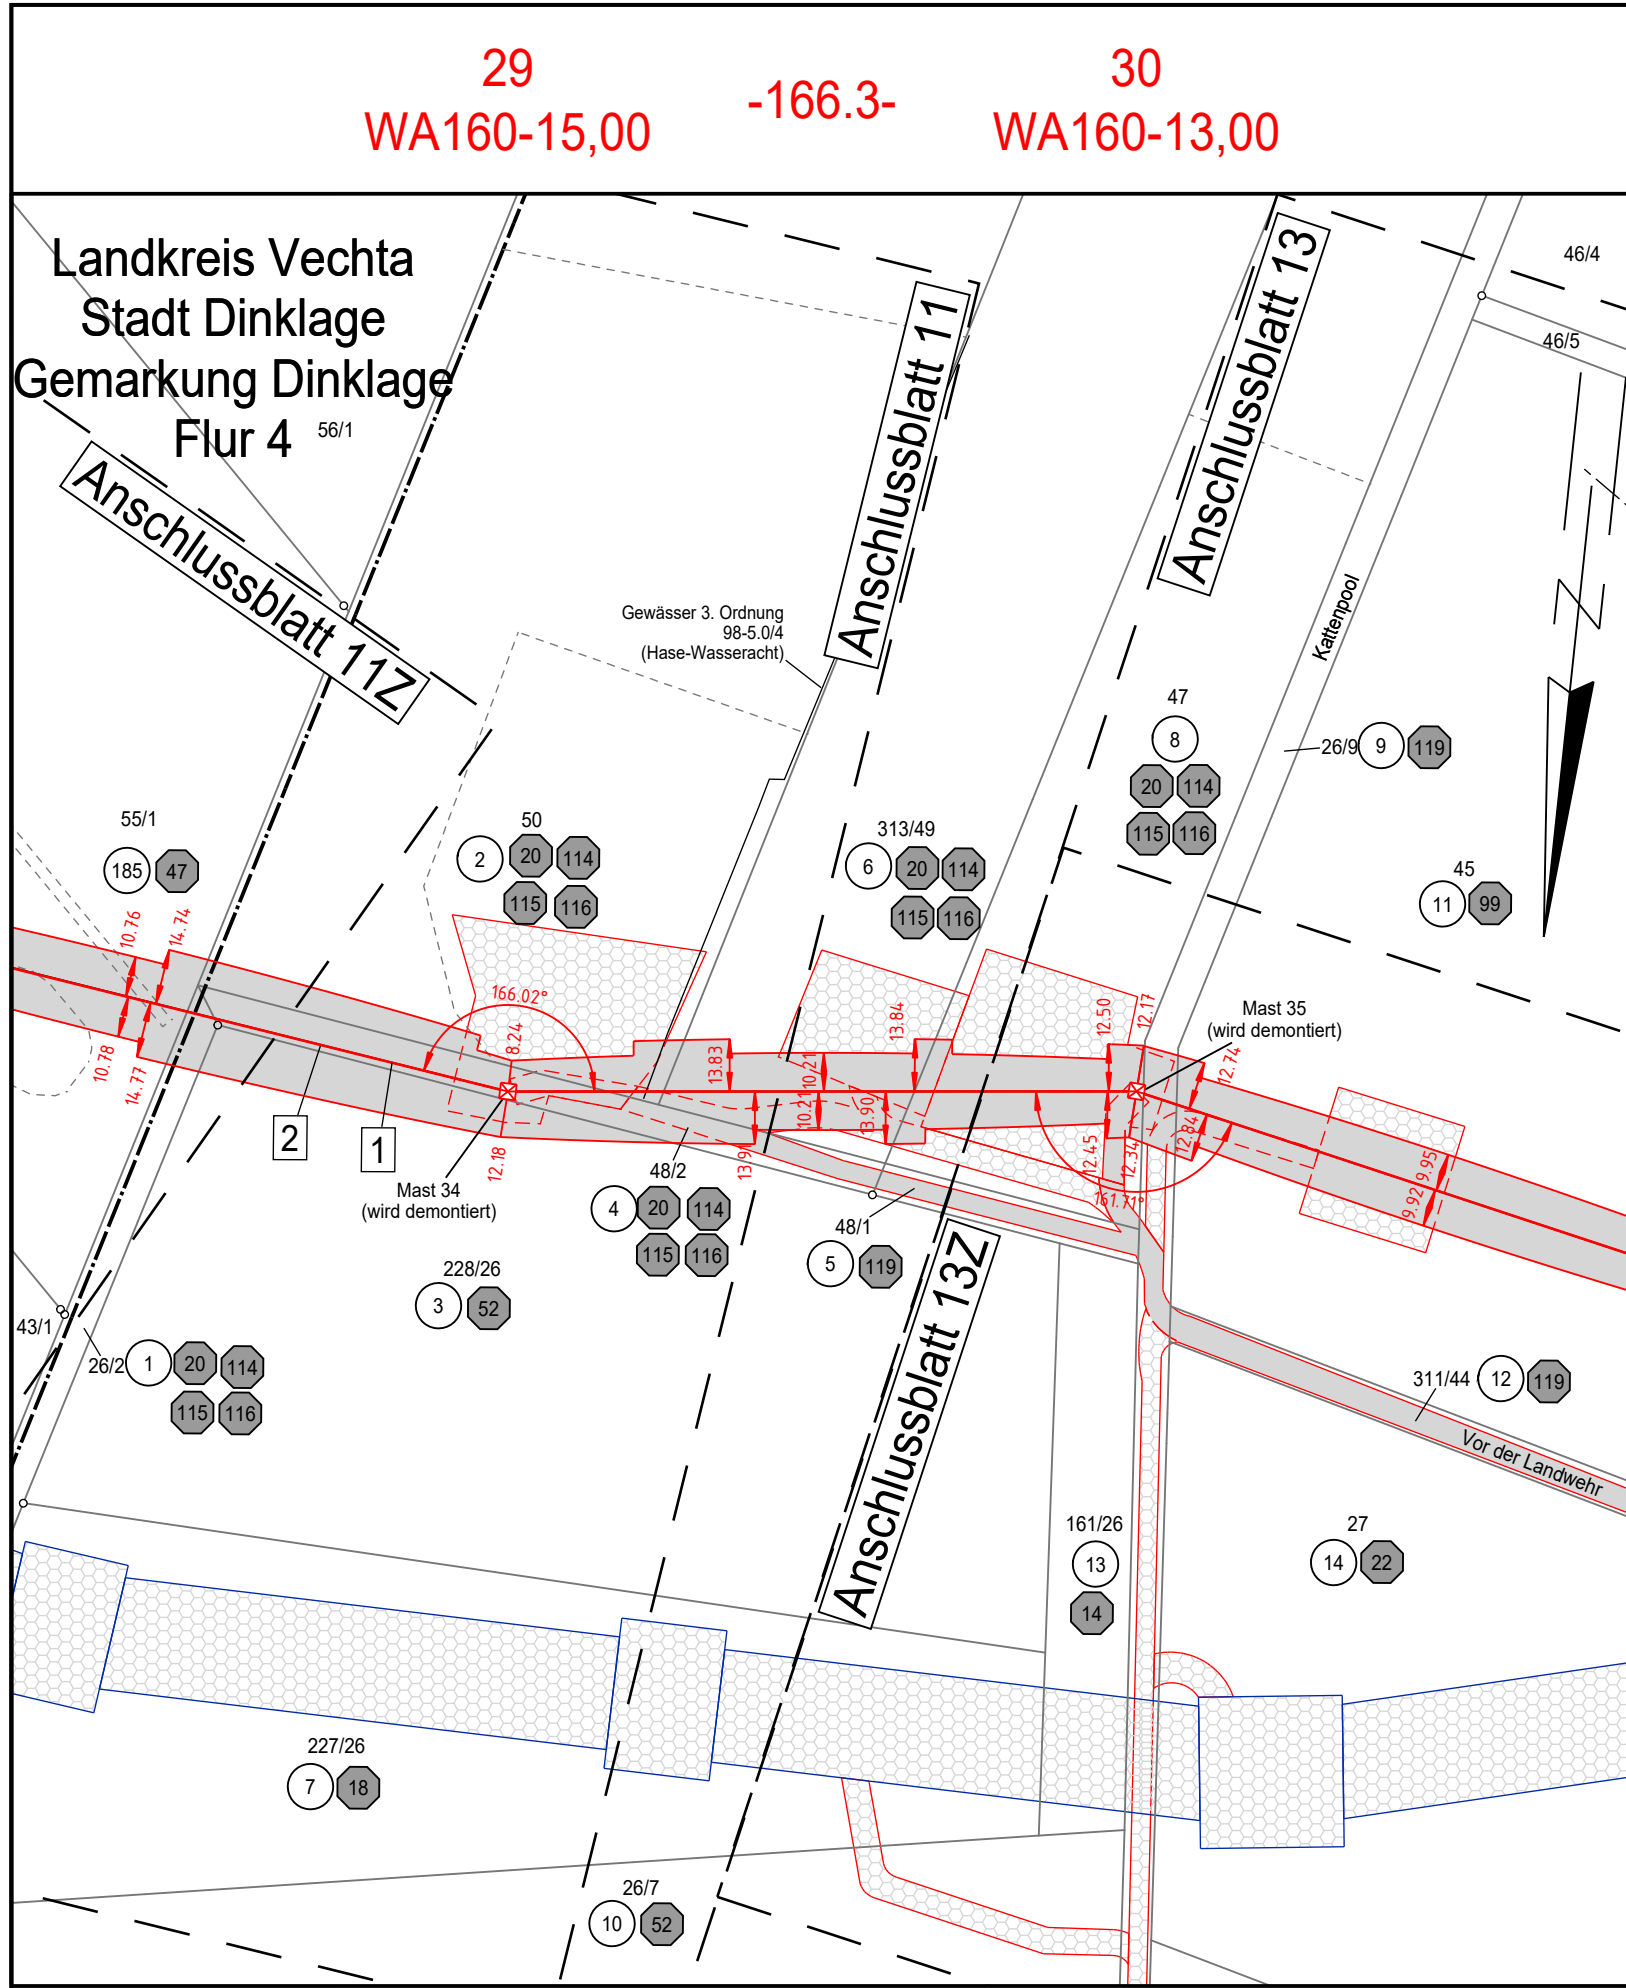 29
WA160-15,00
-166.3-
30
WA160-13,00
Landkreis Vechta
Stadt Dinklage
Gemarkung Dinklage
Flur 4
56/1
Anschlussblatt 11Z
Anschlussblatt 11
Anschlussblatt 13
46/4
46/5
Gewässer 3. Ordnung
98-5.0/4
(Hase-Wasseracht)
Kattenpool
N
47
8
20 114
115 116
26/9 9 119
55/1
185 47
50
2 20 114
115 116
313/49
6 20 114
115 116
45
11 99
10.76
14.74
10.78
14.77
166.02°
8.24
12.18
13.83
10.21
13.84
12.50
12.17
13.91
10.21
13.90
12.45
12.34
12.84
12.74
161.71°
9.95
9.92
Mast 35
(wird demontiert)
2
1
Mast 34
(wird demontiert)
48/2
4 20 114
115 116
48/1
5 119
228/26
3 52
43/1
26/2 1 20 114
115 116
Anschlussblatt 13Z
311/44 12 119
Vor der Landwehr
161/26
13
14
27
14 22
227/26
7 18
26/7
10 52